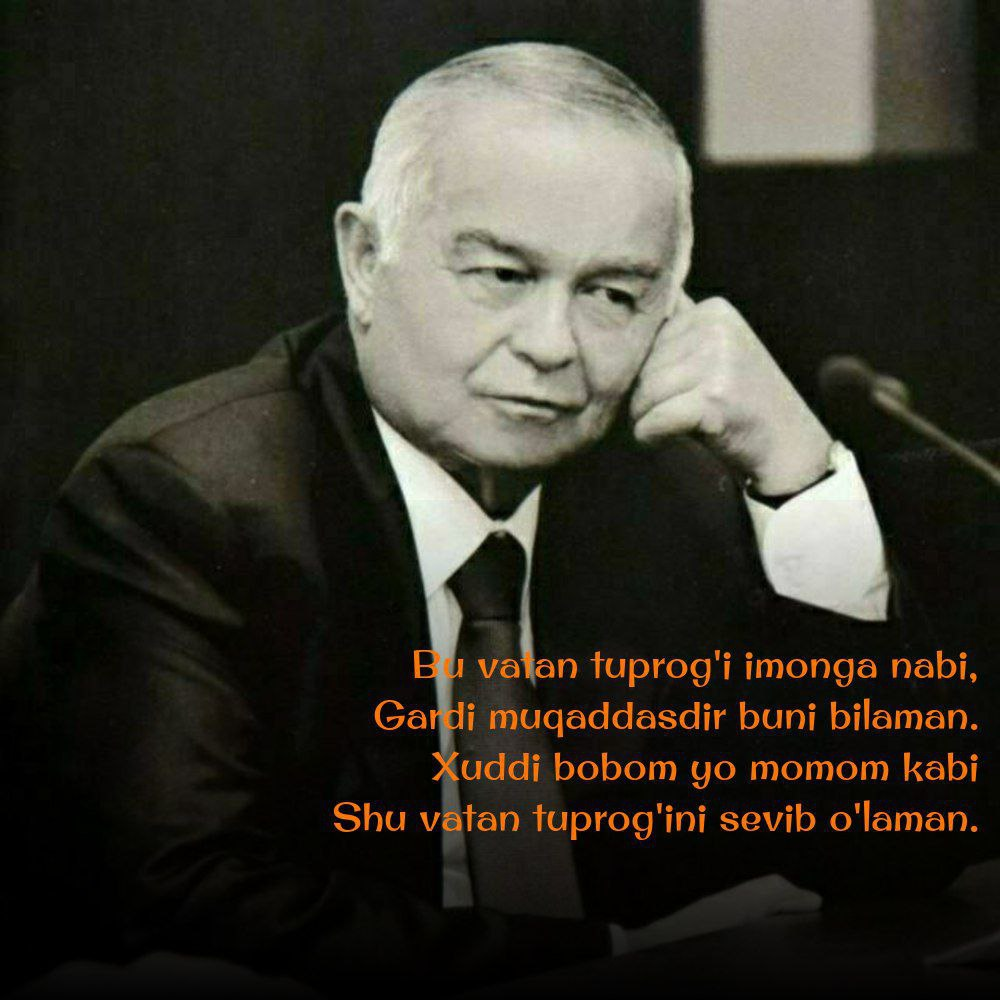 Bu vatan tuprog'i imonga nabi,
Gardi muqaddasdir buni bilaman.
Xuddi bobom yo momom kabi
Shu vatan tuprog'ini sevib o'laman.